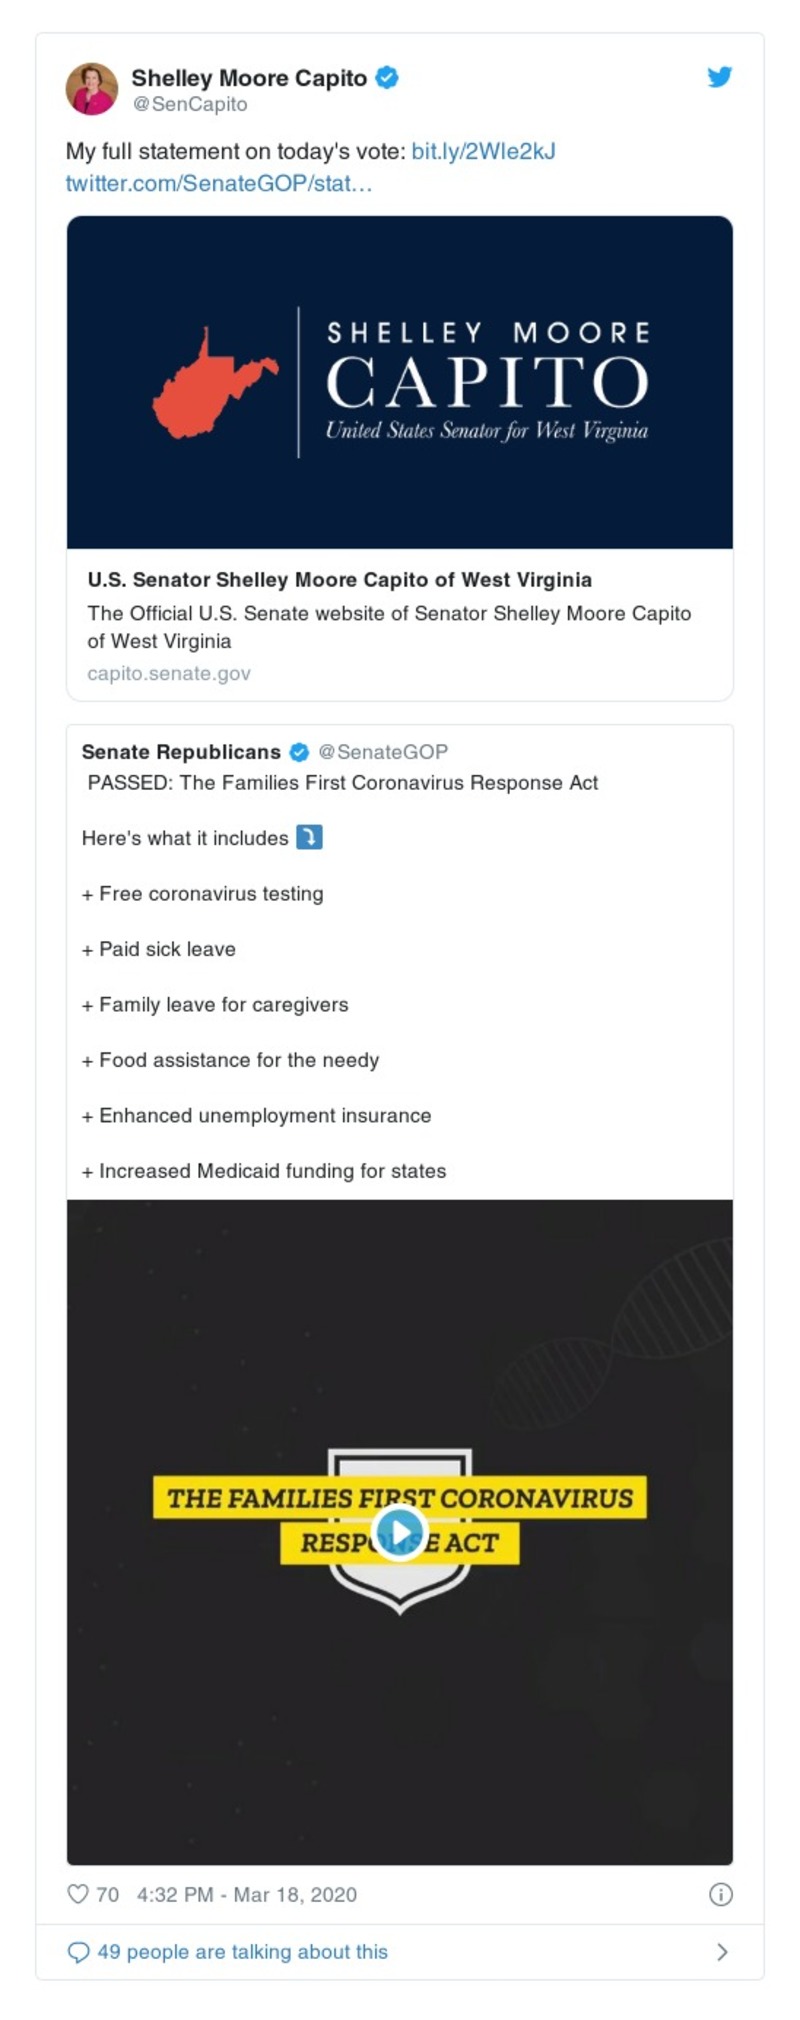 Shelley Moore Capito
@SenCapito
My full statement on today's vote: bit.ly/2Wle2kJ
twitter.com/SenateGOP/stat…
SHELLEY MOORE
CAPITO
United States Senator for West Virginia
U.S. Senator Shelley Moore Capito of West Virginia
The Official U.S. Senate website of Senator Shelley Moore Capito
of West Virginia
capito.senate.gov
Senate Republicans @SenateGOP
PASSED: The Families First Coronavirus Response Act
Here's what it includes ⤵
+ Free coronavirus testing
+ Paid sick leave
+ Family leave for caregivers
+ Food assistance for the needy
+ Enhanced unemployment insurance
+ Increased Medicaid funding for states
THE FAMILIES FIRST CORONAVIRUS
RESPONSE ACT
70 4:32 PM - Mar 18, 2020
49 people are talking about this